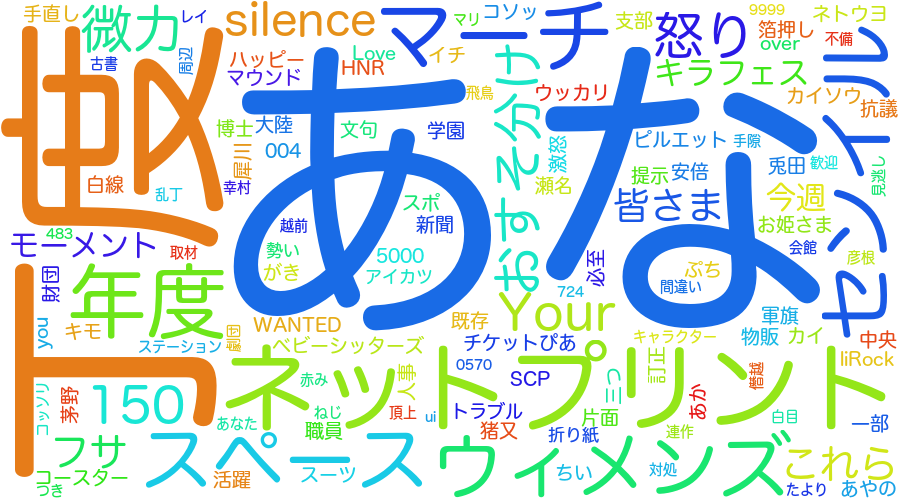 手直し
微力
レイ
silence
マーチ
マリ
コソッ
支部
怒り
9999
箔押し
ネトウヨ
古書
周辺
ハッピー
Love
イチ
over
不備
マウンド
HNR
キラフェス
セソイル
飛鳥
ウッカリ
カイソウ
抗議
博士
大陸
文句
学園
おすそ分け
激怒
ピルエット
手隙
兎田
歓迎
004
犀川
あな
提示
安倍
見逃し
白線
乱丁
幸村
スポ
瀬名
皆さま
今週
483
越前
新聞
お姫さま
モーメント
取材
勢い
5000
必至
会館
財団
年度
がき
アイカツ
ぷち
間違い
彦根
724
you
キモ
ステーション
劇団
WANTED
既存
Your
軍旗
物販
カイ
中央
ベビーシッターズ
チケットぴあ
キャラクター
liRock
ネットプリント
0570
SCP
訂正
僭越
コッソリ
茅野
150
赤み
人事
三つ
あか
あなた
ねじ
頂上
ui
トラブル
片面
白目
一部
フサ
スペース
職員
猪又
折り紙
連作
コースター
ウィメンズ
これら
つき
活躍
スーツ
ちい
対処
たより
あやの